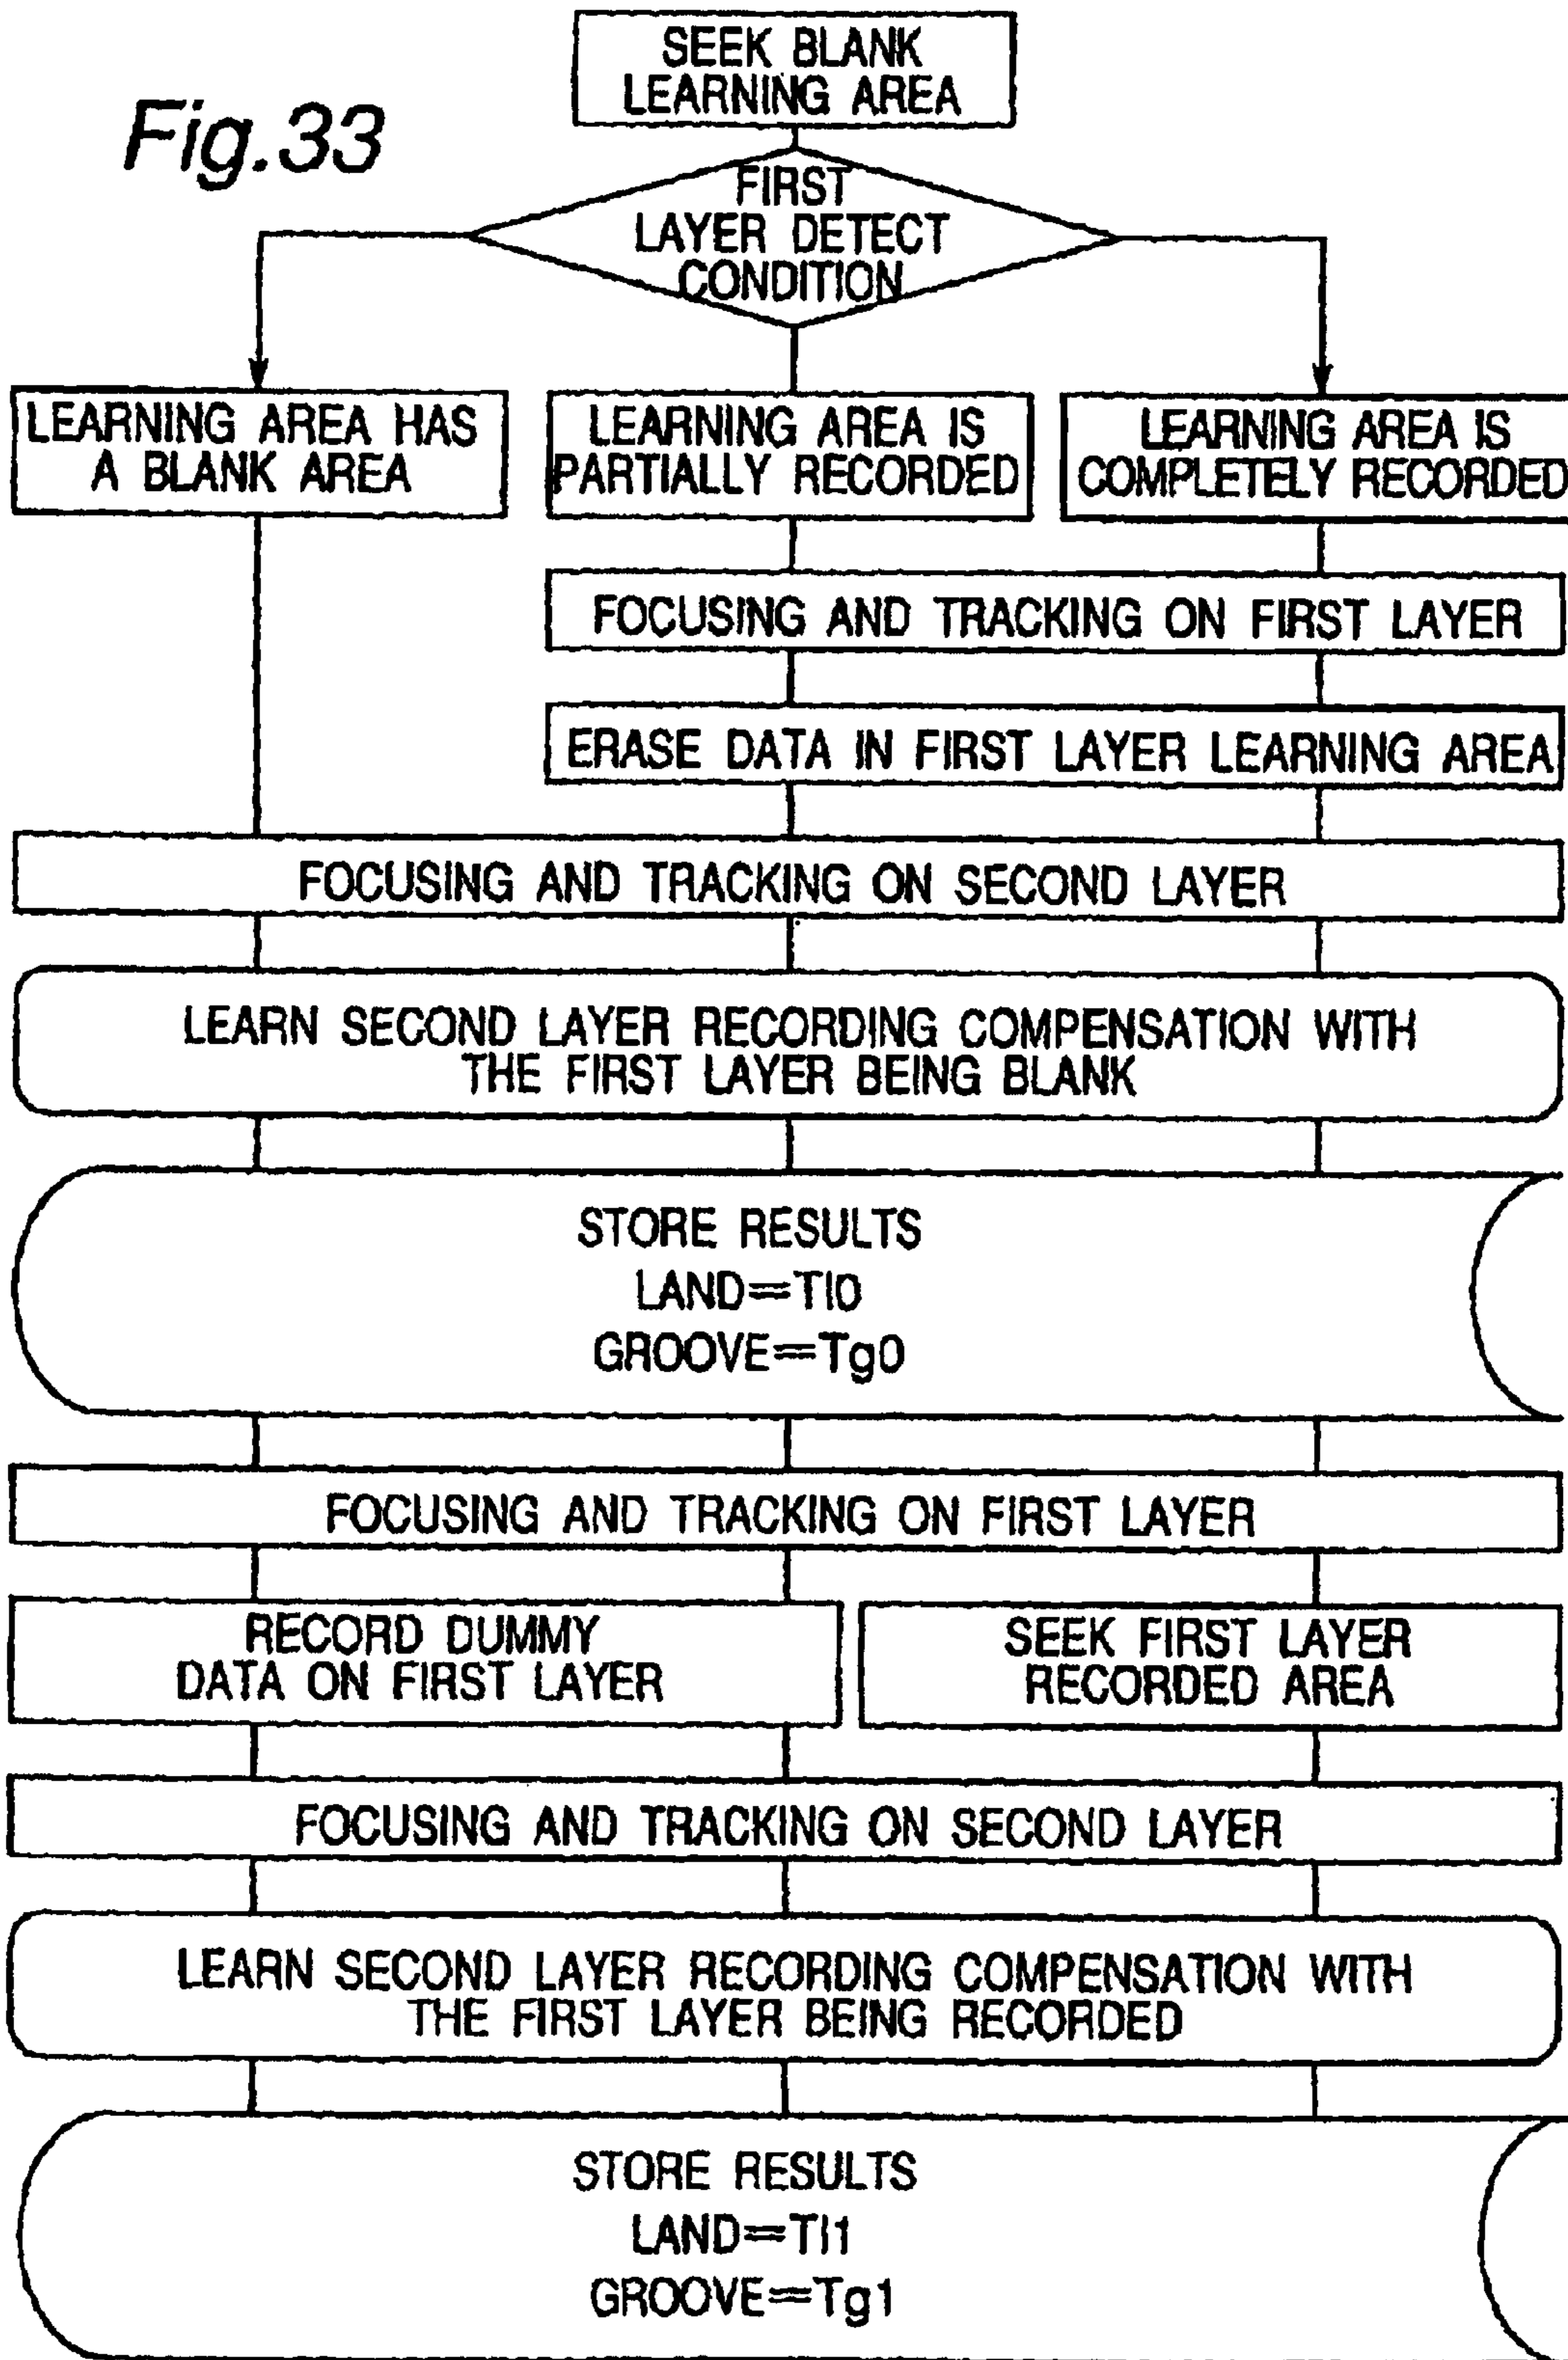 Fig.33
SEEK BLANK
LEARNING AREA
FIRST
LAYER DETECT
CONDITION
LEARNING AREA HAS
A BLANK AREA
LEARNING AREA IS
PARTIALLY RECORDED
LEARNING AREA IS
COMPLETELY RECORDED
FOCUSING AND TRACKING ON FIRST LAYER
ERASE DATA IN FIRST LAYER LEARNING AREA
FOCUSING AND TRACKING ON SECOND LAYER
LEARN SECOND LAYER RECORDING COMPENSATION WITH
THE FIRST LAYER BEING BLANK
STORE RESULTS
LAND=Tl0
GROOVE=Tg0
FOCUSING AND TRACKING ON FIRST LAYER
RECORD DUMMY
DATA ON FIRST LAYER
SEEK FIRST LAYER
RECORDED AREA
FOCUSING AND TRACKING ON SECOND LAYER
LEARN SECOND LAYER RECORDING COMPENSATION WITH
THE FIRST LAYER BEING RECORDED
STORE RESULTS
LAND=Tl1
GROOVE=Tg1